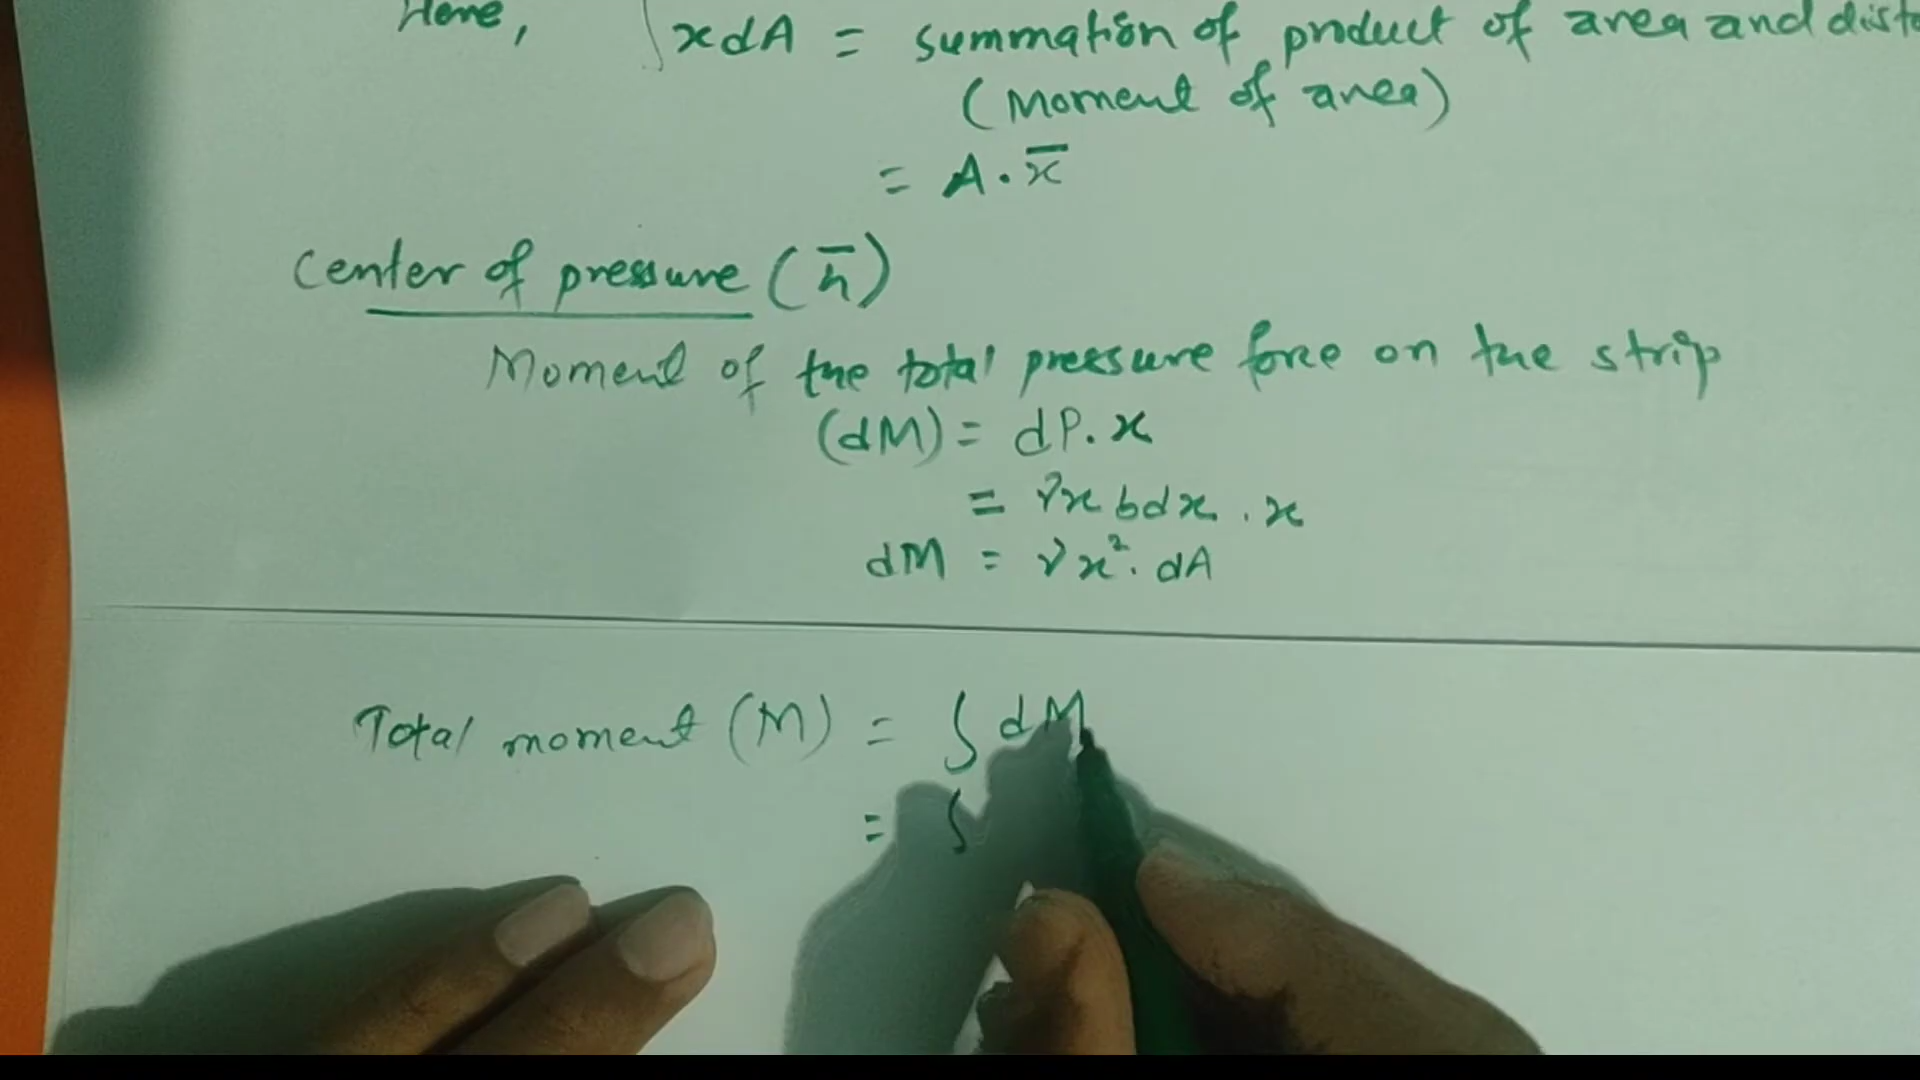 Here, ∫xdA = summation of product of area and dista
(Moment of area)
= A·x̄
Center of pressure (h̄)
Moment of the total pressure force on the strip
(dM) = dP·x
= γx bdx · x
dM = γx²· dA
Total moment (M) = ∫dM
= ∫